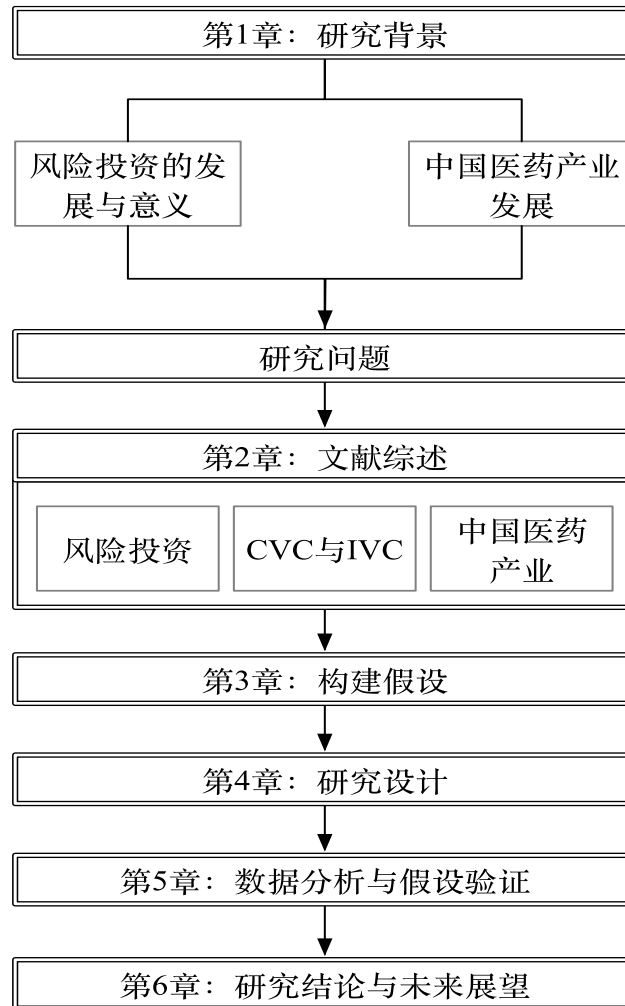 第1章：研究背景
风险投资的发
展与意义
中国医药产业
发展
研究问题
第2章：文献综述
风险投资
CVC与IVC
中国医药
产业
第3章：构建假设
第4章：研究设计
第5章：数据分析与假设验证
第6章：研究结论与未来展望